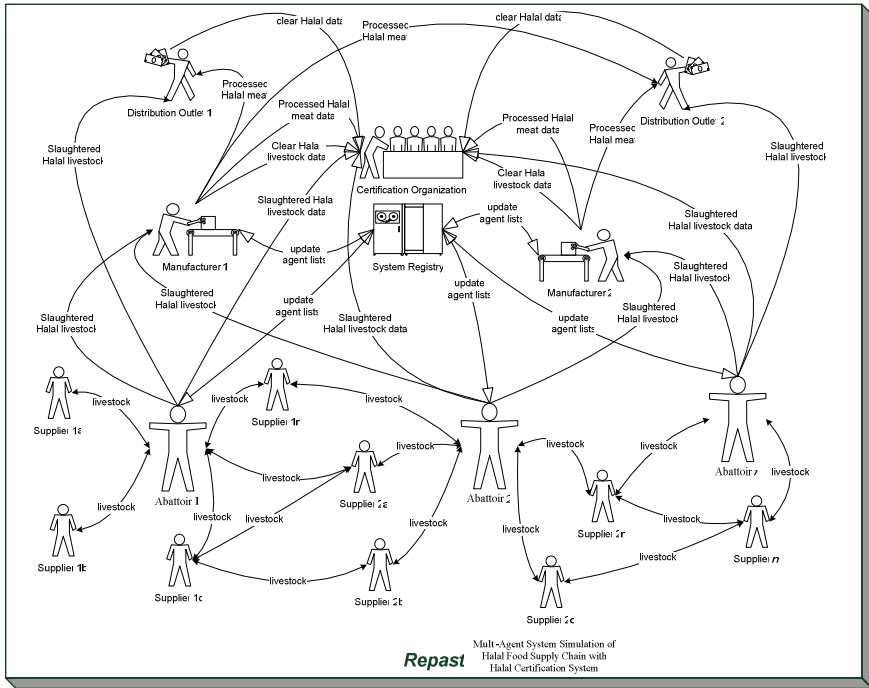 clear Halal data
Processed
Halal meat
clear Halal data
Processed
Halal meat
Distribution Outlet 1
Distribution Outlet 2
Processed Halal
meat data
Processed Halal
meat data
Processed
Halal meat
Slaughtered
Halal livestock
Clear Halal
livestock data
Slaughtered
Halal livestock
Certification Organization
Clear Halal
livestock data
Slaughtered Halal
livestock data
Slaughtered
Halal livestock data
update
agent lists
update
agent lists
Manufacturer 1
System Registry
Slaughtered
Halal livestock
Manufacturer 2
Slaughtered
Halal livestock
update
agent lists
update
agent lists
Slaughtered
Halal livestock
Slaughtered
Halal livestock
Slaughtered
Halal livestock data
update
agent lists
livestock
livestock
livestock
Supplier 1a
Supplier 1n
livestock
livestock
livestock
livestock
livestock
Abattoir 1
Supplier 2a
Abattoir 2
Abattoir n
livestock
livestock
livestock
livestock
livestock
livestock
livestock
Supplier 1b
Supplier 2n
Supplier n
livestock
livestock
Supplier 1c
Supplier 2b
Supplier 2c
Repast
Mult-Agent System Simulation of
Halal Food Supply Chain with
Halal Certification System